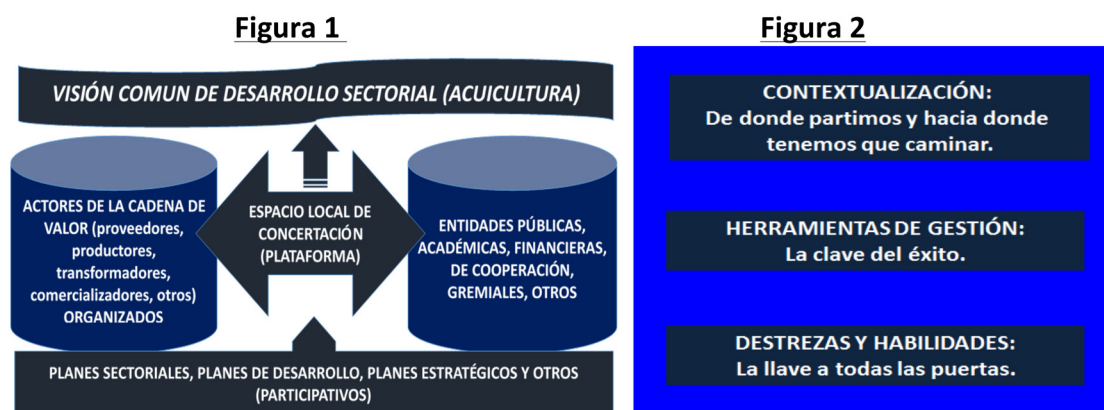 Figura 1
VISIÓN COMUN DE DESARROLLO SECTORIAL (ACUICULTURA)
ACTORES DE LA CADENA DE
VALOR (proveedores,
productores,
transformadores,
comercializadores, otros)
ORGANIZADOS
ESPACIO LOCAL DE
CONCERTACIÓN
(PLATAFORMA)
ENTIDADES PÚBLICAS,
ACADÉMICAS, FINANCIERAS,
DE COOPERACIÓN,
GREMIALES, OTROS
PLANES SECTORIALES, PLANES DE DESARROLLO, PLANES ESTRATÉGICOS Y OTROS
(PARTICIPATIVOS)
Figura 2
CONTEXTUALIZACIÓN:
De donde partimos y hacia donde
tenemos que caminar.
HERRAMIENTAS DE GESTIÓN:
La clave del éxito.
DESTREZAS Y HABILIDADES:
La llave a todas las puertas.